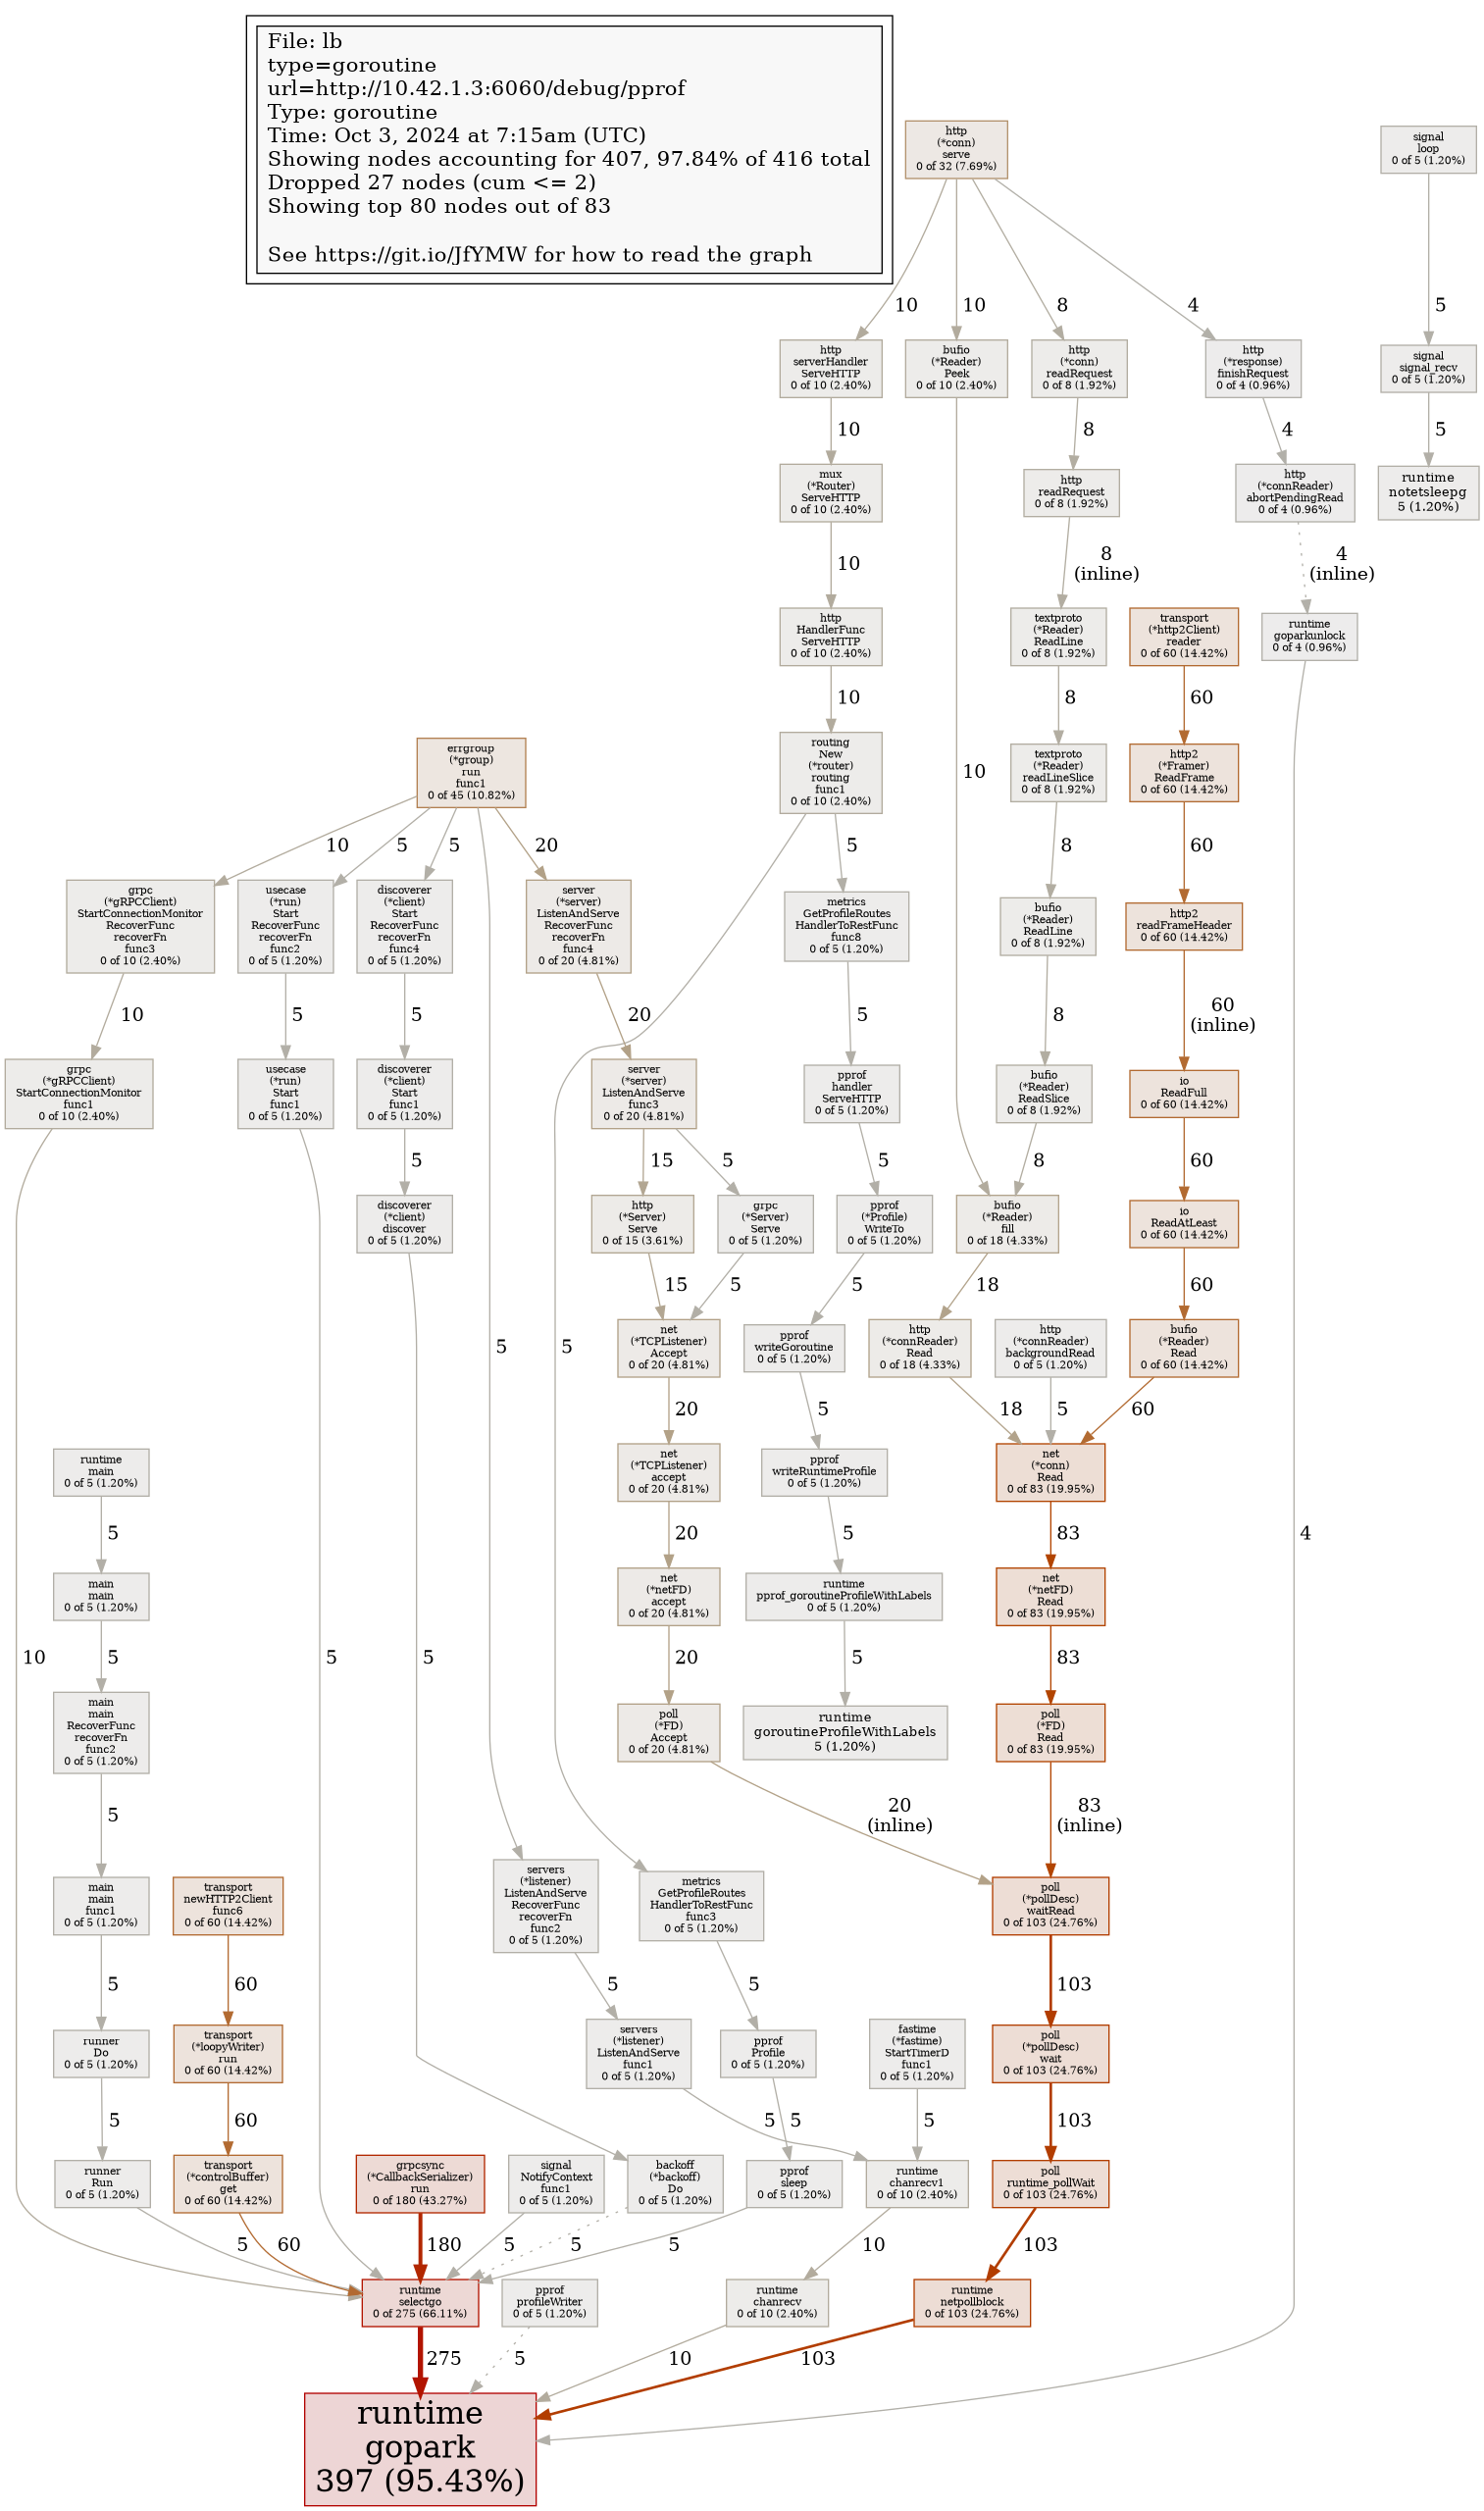 File: lb
type=goroutine
url=http://10.42.1.3:6060/debug/pprof
Type: goroutine
Time: Oct 3, 2024 at 7:15am (UTC)
Showing nodes accounting for 407, 97.84% of 416 total
Dropped 27 nodes (cum <= 2)
Showing top 80 nodes out of 83
See https://git.io/JfYMW for how to read the graph
http
(*conn)
serve
0 of 32 (7.69%)
signal
loop
0 of 5 (1.20%)
10
10
8
4
5
http
serverHandler
ServeHTTP
0 of 10 (2.40%)
bufio
(*Reader)
Peek
0 of 10 (2.40%)
http
(*conn)
readRequest
0 of 8 (1.92%)
http
(*response)
finishRequest
0 of 4 (0.96%)
signal
signal_recv
0 of 5 (1.20%)
10
8
4
5
mux
(*Router)
ServeHTTP
0 of 10 (2.40%)
http
readRequest
0 of 8 (1.92%)
http
(*connReader)
abortPendingRead
0 of 4 (0.96%)
runtime
notetsleepg
5 (1.20%)
10
8
(inline)
4
(inline)
http
HandlerFunc
ServeHTTP
0 of 10 (2.40%)
textproto
(*Reader)
ReadLine
0 of 8 (1.92%)
transport
(*http2Client)
reader
0 of 60 (14.42%)
runtime
goparkunlock
0 of 4 (0.96%)
10
8
60
errgroup
(*group)
run
func1
0 of 45 (10.82%)
routing
New
(*router)
routing
func1
0 of 10 (2.40%)
10
textproto
(*Reader)
readLineSlice
0 of 8 (1.92%)
http2
(*Framer)
ReadFrame
0 of 60 (14.42%)
10
5
5
20
5
8
60
grpc
(*gRPCClient)
StartConnectionMonitor
RecoverFunc
recoverFn
func3
0 of 10 (2.40%)
usecase
(*run)
Start
RecoverFunc
recoverFn
func2
0 of 5 (1.20%)
discoverer
(*client)
Start
RecoverFunc
recoverFn
func4
0 of 5 (1.20%)
server
(*server)
ListenAndServe
RecoverFunc
recoverFn
func4
0 of 20 (4.81%)
metrics
GetProfileRoutes
HandlerToRestFunc
func8
0 of 5 (1.20%)
bufio
(*Reader)
ReadLine
0 of 8 (1.92%)
http2
readFrameHeader
0 of 60 (14.42%)
10
5
5
20
5
8
60
(inline)
grpc
(*gRPCClient)
StartConnectionMonitor
func1
0 of 10 (2.40%)
usecase
(*run)
Start
func1
0 of 5 (1.20%)
discoverer
(*client)
Start
func1
0 of 5 (1.20%)
server
(*server)
ListenAndServe
func3
0 of 20 (4.81%)
pprof
handler
ServeHTTP
0 of 5 (1.20%)
bufio
(*Reader)
ReadSlice
0 of 8 (1.92%)
io
ReadFull
0 of 60 (14.42%)
5
15
5
5
8
60
discoverer
(*client)
discover
0 of 5 (1.20%)
http
(*Server)
Serve
0 of 15 (3.61%)
grpc
(*Server)
Serve
0 of 5 (1.20%)
pprof
(*Profile)
WriteTo
0 of 5 (1.20%)
bufio
(*Reader)
fill
0 of 18 (4.33%)
io
ReadAtLeast
0 of 60 (14.42%)
15
5
5
18
60
5
5
net
(*TCPListener)
Accept
0 of 20 (4.81%)
pprof
writeGoroutine
0 of 5 (1.20%)
http
(*connReader)
Read
0 of 18 (4.33%)
http
(*connReader)
backgroundRead
0 of 5 (1.20%)
bufio
(*Reader)
Read
0 of 60 (14.42%)
20
5
18
5
60
runtime
main
0 of 5 (1.20%)
net
(*TCPListener)
accept
0 of 20 (4.81%)
pprof
writeRuntimeProfile
0 of 5 (1.20%)
net
(*conn)
Read
0 of 83 (19.95%)
5
20
5
83
4
main
main
0 of 5 (1.20%)
net
(*netFD)
accept
0 of 20 (4.81%)
runtime
pprof_goroutineProfileWithLabels
0 of 5 (1.20%)
net
(*netFD)
Read
0 of 83 (19.95%)
10
5
5
5
20
5
83
main
main
RecoverFunc
recoverFn
func2
0 of 5 (1.20%)
poll
(*FD)
Accept
0 of 20 (4.81%)
runtime
goroutineProfileWithLabels
5 (1.20%)
poll
(*FD)
Read
0 of 83 (19.95%)
5
20
(inline)
83
(inline)
main
main
func1
0 of 5 (1.20%)
transport
newHTTP2Client
func6
0 of 60 (14.42%)
servers
(*listener)
ListenAndServe
RecoverFunc
recoverFn
func2
0 of 5 (1.20%)
metrics
GetProfileRoutes
HandlerToRestFunc
func3
0 of 5 (1.20%)
poll
(*pollDesc)
waitRead
0 of 103 (24.76%)
5
60
5
5
103
runner
Do
0 of 5 (1.20%)
transport
(*loopyWriter)
run
0 of 60 (14.42%)
servers
(*listener)
ListenAndServe
func1
0 of 5 (1.20%)
pprof
Profile
0 of 5 (1.20%)
fastime
(*fastime)
StartTimerD
func1
0 of 5 (1.20%)
poll
(*pollDesc)
wait
0 of 103 (24.76%)
5
60
5
5
5
103
runner
Run
0 of 5 (1.20%)
transport
(*controlBuffer)
get
0 of 60 (14.42%)
grpcsync
(*CallbackSerializer)
run
0 of 180 (43.27%)
signal
NotifyContext
func1
0 of 5 (1.20%)
backoff
(*backoff)
Do
0 of 5 (1.20%)
pprof
sleep
0 of 5 (1.20%)
runtime
chanrecv1
0 of 10 (2.40%)
poll
runtime_pollWait
0 of 103 (24.76%)
5
60
180
5
5
5
10
103
runtime
selectgo
0 of 275 (66.11%)
pprof
profileWriter
0 of 5 (1.20%)
runtime
chanrecv
0 of 10 (2.40%)
runtime
netpollblock
0 of 103 (24.76%)
275
5
10
103
runtime
gopark
397 (95.43%)